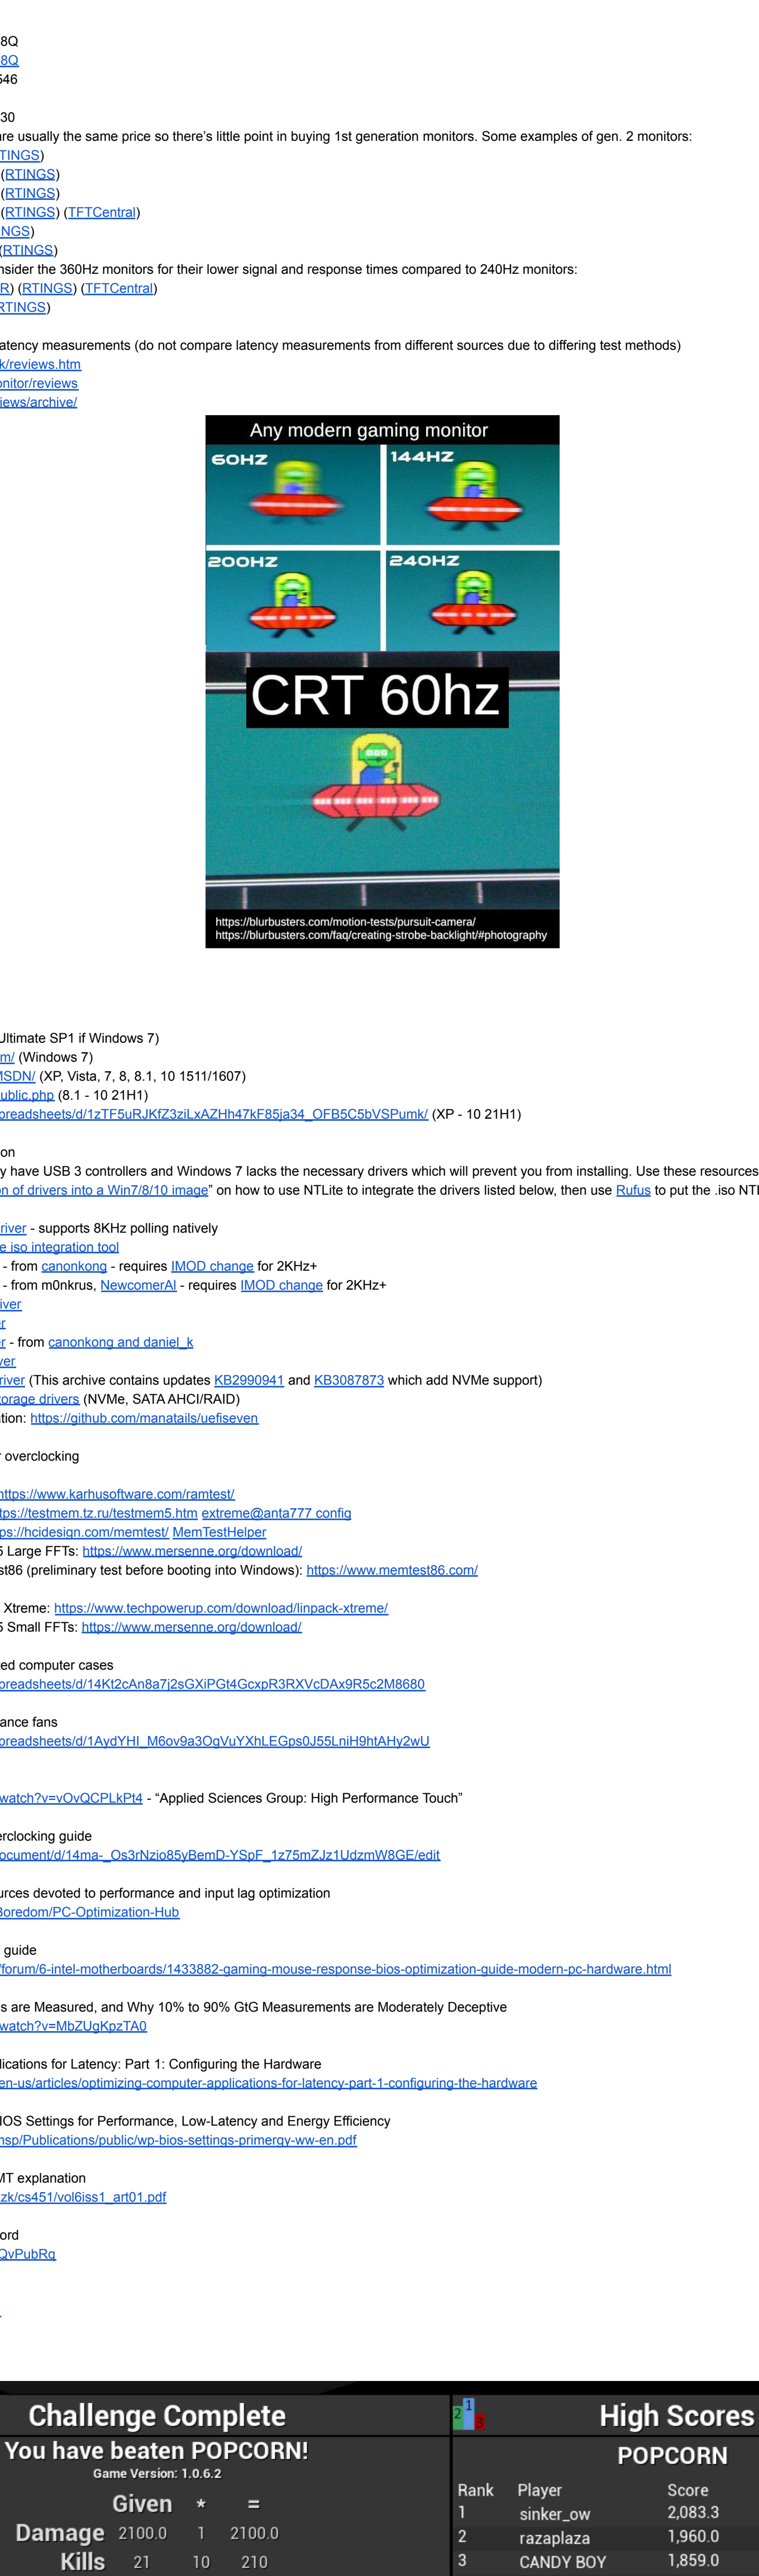 8Q
8Q
546
30
are usually the same price so there's little point in buying 1st generation monitors. Some examples of gen. 2 monitors:
TINGS)
(RTINGS)
(RTINGS)
(RTINGS) (TFTCentral)
NGS)
(RTINGS)
nsider the 360Hz monitors for their lower signal and response times compared to 240Hz monitors:
R) (RTINGS) (TFTCentral)
RTINGS)
latency measurements (do not compare latency measurements from different sources due to differing test methods)
k/reviews.htm
onitor/reviews
iews/archive/
Any modern gaming monitor
60HZ
144HZ
200HZ
240HZ
CRT 60hz
https://blurbusters.com/motion-tests/pursuit-camera/
https://blurbusters.com/faq/creating-strobe-backlight/#photography
Ultimate SP1 if Windows 7)
m/ (Windows 7)
MSDN/ (XP, Vista, 7, 8, 8.1, 10 1511/1607)
ublic.php (8.1 - 10 21H1)
preadsheets/d/1zTF5uRJKfZ3ziLxAZHh47kF85ja34_OFB5C5bVSPumk/ (XP - 10 21H1)
on
y have USB 3 controllers and Windows 7 lacks the necessary drivers which will prevent you from installing. Use these resources
on of drivers into a Win7/8/10 image" on how to use NTLite to integrate the drivers listed below, then use Rufus to put the .iso NTL
river - supports 8KHz polling natively
e iso integration tool
- from canonkong - requires IMOD change for 2KHz+
- from m0nkrus, NewcomerAl - requires IMOD change for 2KHz+
iver
er
er - from canonkong and daniel_k
ver
river (This archive contains updates KB2990941 and KB3087873 which add NVMe support)
torage drivers (NVMe, SATA AHCI/RAID)
ation: https://github.com/manatails/uefiseven
r overclocking
https://www.karhusoftware.com/ramtest/
tps://testmem.tz.ru/testmem5.htm extreme@anta777 config
ps://hcidesign.com/memtest/ MemTestHelper
5 Large FFTs: https://www.mersenne.org/download/
st86 (preliminary test before booting into Windows): https://www.memtest86.com/
Xtreme: https://www.techpowerup.com/download/linpack-xtreme/
5 Small FFTs: https://www.mersenne.org/download/
ted computer cases
preadsheets/d/14Kt2cAn8a7j2sGXiPGt4GcxpR3RXVcDAx9R5c2M8680
ance fans
preadsheets/d/1AydYHI_M6ov9a3OgVuYXhLEGps0J55LniH9htAHy2wU
watch?v=vOvQCPLkPt4 - "Applied Sciences Group: High Performance Touch"
erclocking guide
ocument/d/14ma-_Os3rNzio85yBemD-YSpF_1z75mZJz1UdzmW8GE/edit
urces devoted to performance and input lag optimization
Boredom/PC-Optimization-Hub
guide
/forum/6-intel-motherboards/1433882-gaming-mouse-response-bios-optimization-guide-modern-pc-hardware.html
s are Measured, and Why 10% to 90% GtG Measurements are Moderately Deceptive
watch?v=MbZUgKpzTA0
lications for Latency: Part 1: Configuring the Hardware
en-us/articles/optimizing-computer-applications-for-latency-part-1-configuring-the-hardware
IOS Settings for Performance, Low-Latency and Energy Efficiency
nsp/Publications/public/wp-bios-settings-primergy-ww-en.pdf
MT explanation
zk/cs451/vol6iss1_art01.pdf
ord
QvPubRq
Challenge Complete
You have beaten POPCORN!
Game Version: 1.0.6.2
Given * =
Damage 2100.0 1 2100.0
Kills 21 10 210
2 1 3
High Scores
POPCORN
Rank Player Score
1 sinker_ow 2,083.3
2 razaplaza 1,960.0
3 CANDY BOY 1,859.0